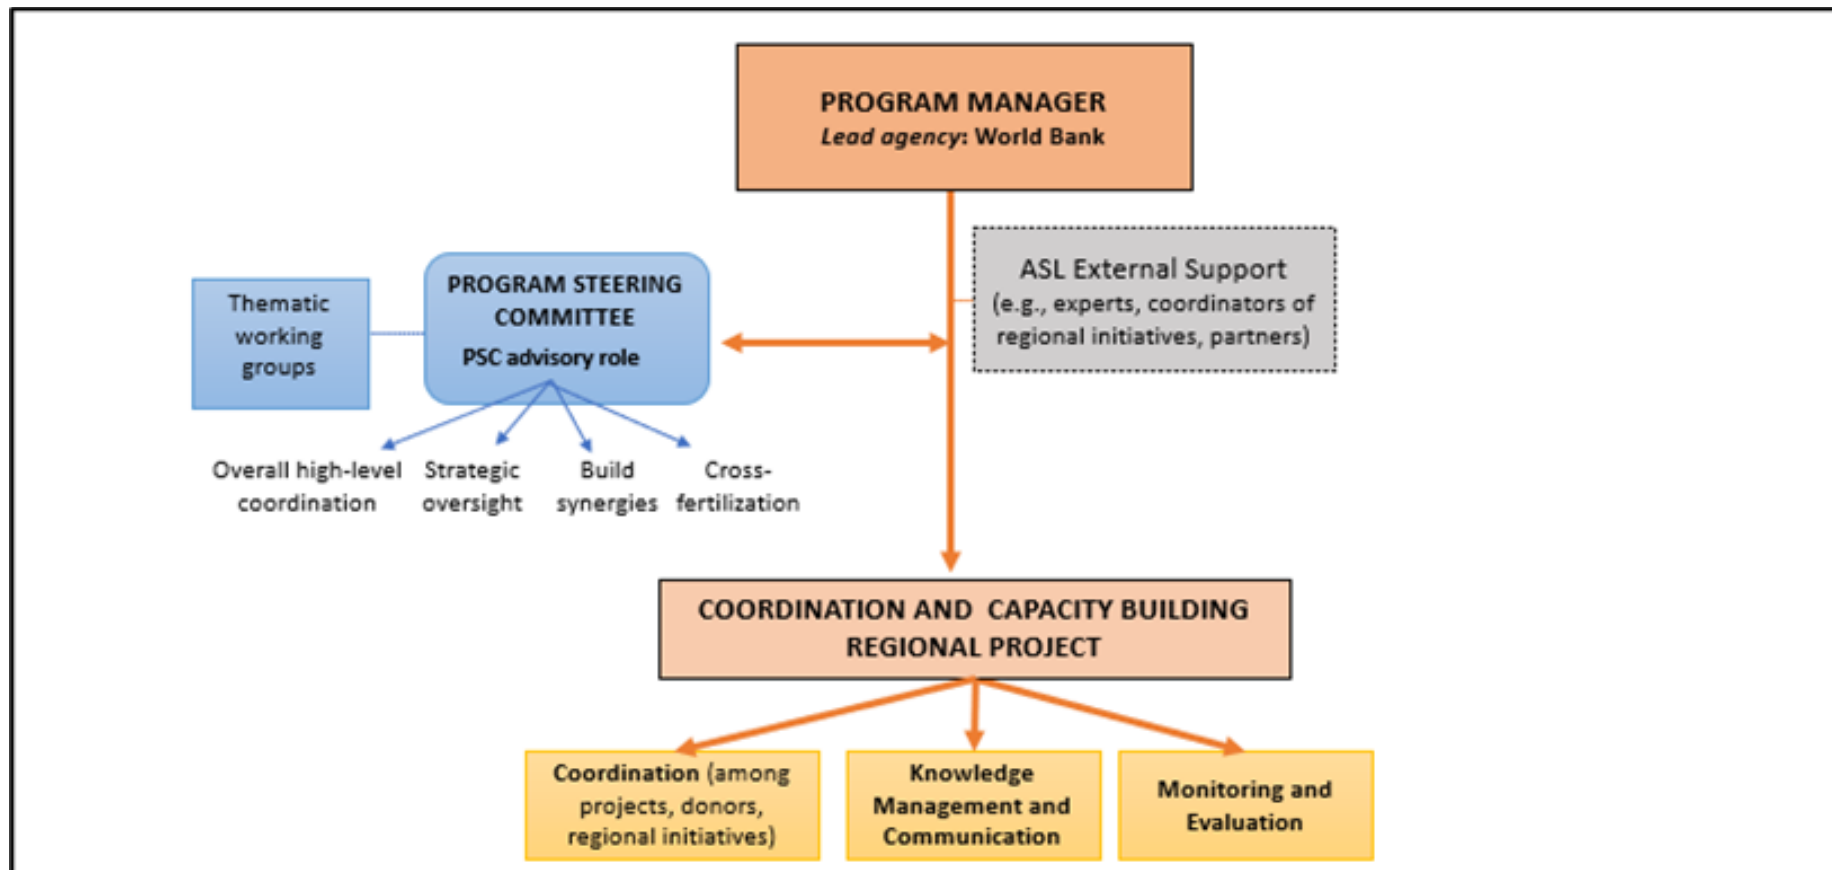 PROGRAM MANAGER
Lead agency: World Bank
ASL External Support
(e.g., experts, coordinators of
regional initiatives, partners)
PROGRAM STEERING
COMMITTEE
PSC advisory role
Thematic
working
groups
Overall high-level
coordination
Strategic
oversight
Build
synergies
Cross-
fertilization
COORDINATION AND CAPACITY BUILDING
REGIONAL PROJECT
Coordination (among
projects, donors,
regional initiatives)
Knowledge
Management and
Communication
Monitoring and
Evaluation